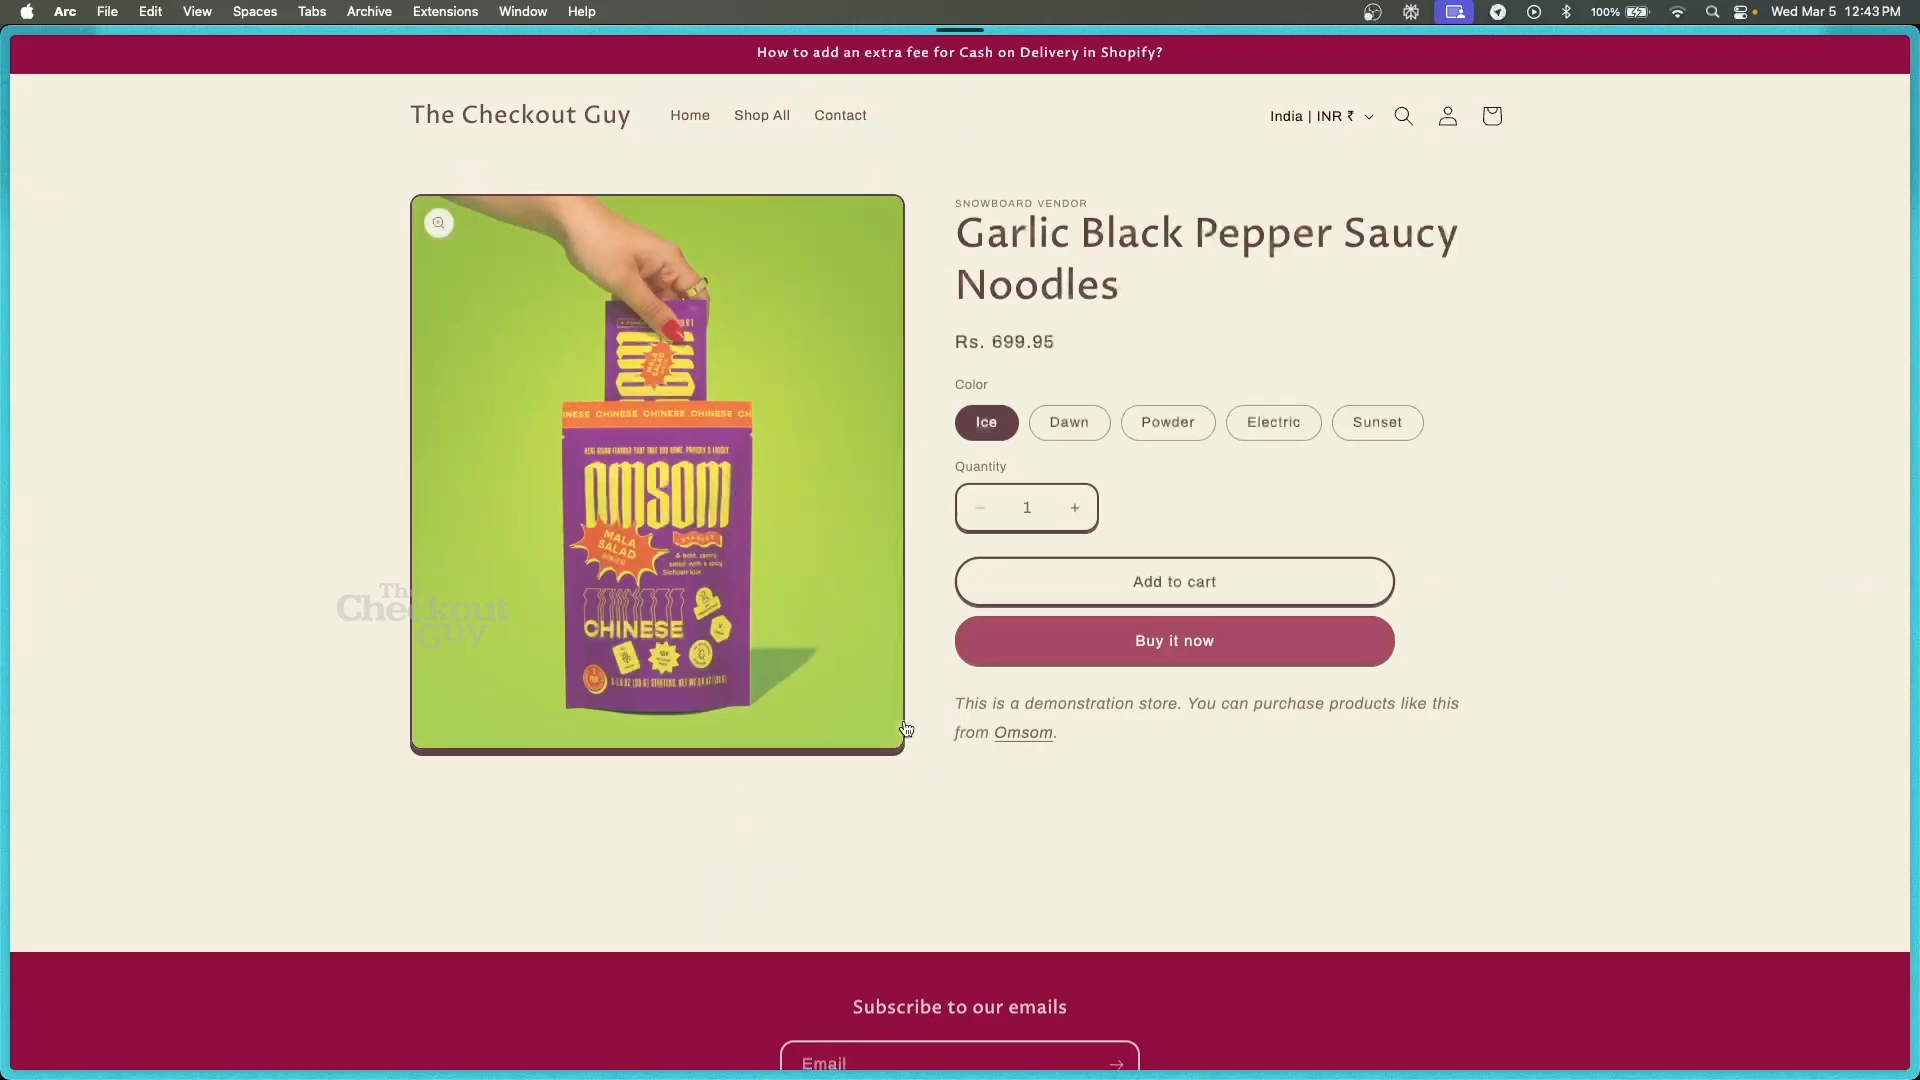 Arc File Edit View Spaces Tabs Archive Extensions Window Help 100% Wed Mar 5 12:43 PM
How to add an extra fee for Cash on Delivery in Shopify?
The Checkout Guy Home Shop All Contact India | INR ₹
SNOWBOARD VENDOR
Garlic Black Pepper Saucy
Noodles
Rs. 699.95
Color
Ice Dawn Powder Electric Sunset
Quantity
− 1 +
Add to cart
Buy it now
This is a demonstration store. You can purchase products like this
from Omsom.
CHINESE CHINESE CHINESE
OMSOM
MALA
SALAD
CHINESE
The
Checkout
Guy
Subscribe to our emails
Email